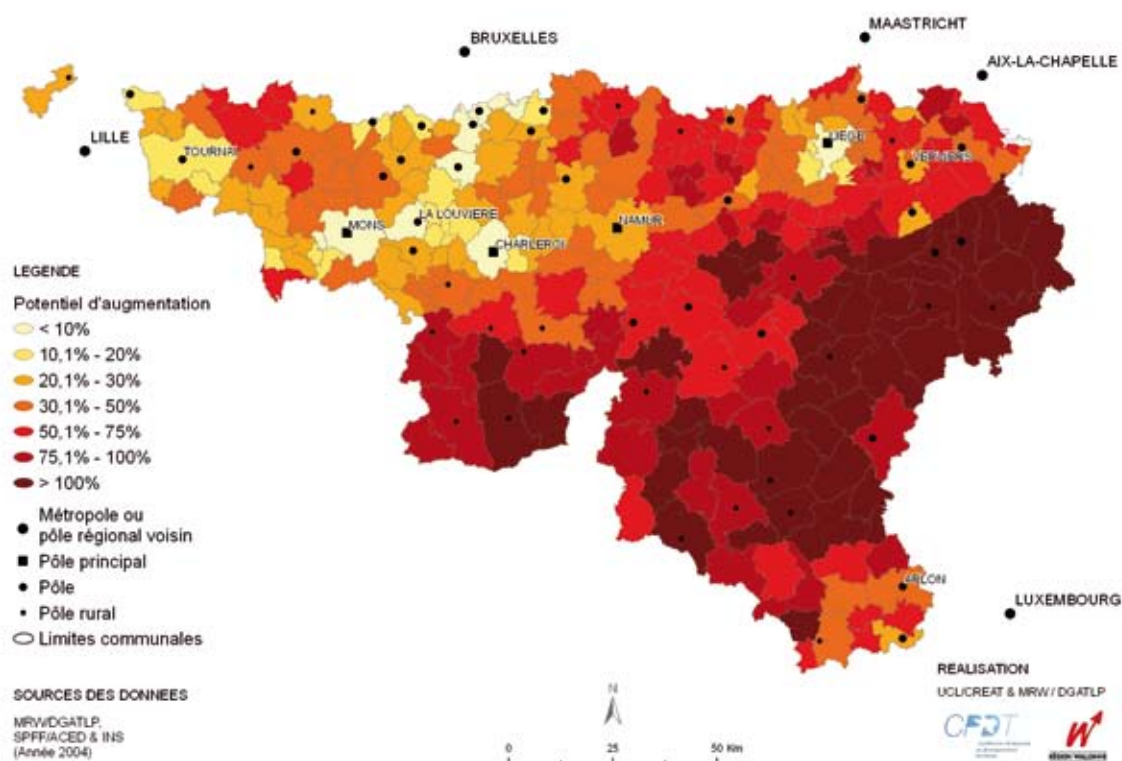 BRUXELLES
MAASTRICHT
AIX-LA-CHAPELLE
LILLE
TOURNAI
LIEGE
VERVIERS
MONS
LA LOUVIERE
CHARLEROI
NAMUR
ARLON
LUXEMBOURG
LEGENDE
Potentiel d'augmentation
< 10%
10,1% - 20%
20,1% - 30%
30,1% - 50%
50,1% - 75%
75,1% - 100%
> 100%
Métropole ou
pôle régional voisin
Pôle principal
Pôle
Pôle rural
Limites communales
SOURCES DES DONNEES
MRW/DGATLP,
SPFF/ACED & INS
(Année 2004)
N
0 25 50 Km
REALISATION
UCL/CREAT & MRW / DGATLP
CPDT
W
RÉGION WALLONNE